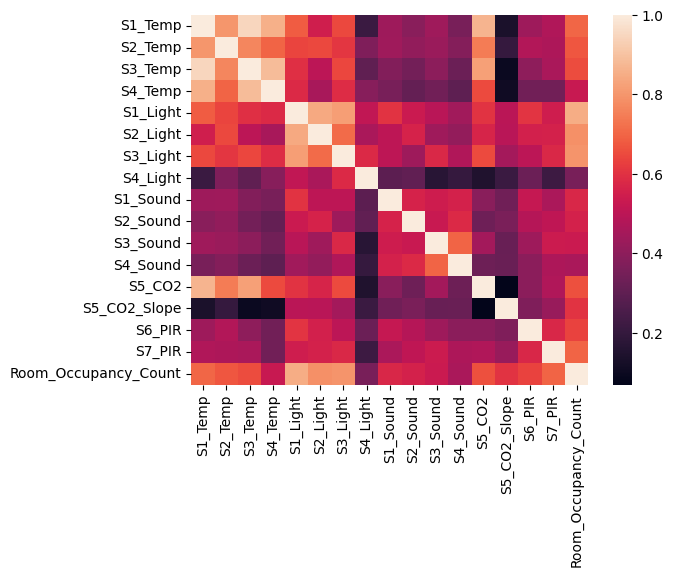 S1_Temp
S2_Temp
S3_Temp
S4_Temp
S1_Light
S2_Light
S3_Light
S4_Light
S1_Sound
S2_Sound
S3_Sound
S4_Sound
S5_CO2
S5_CO2_Slope
S6_PIR
S7_PIR
Room_Occupancy_Count
S1_Temp
S2_Temp
S3_Temp
S4_Temp
S1_Light
S2_Light
S3_Light
S4_Light
S1_Sound
S2_Sound
S3_Sound
S4_Sound
S5_CO2
S5_CO2_Slope
S6_PIR
S7_PIR
Room_Occupancy_Count
1.0
0.8
0.6
0.4
0.2